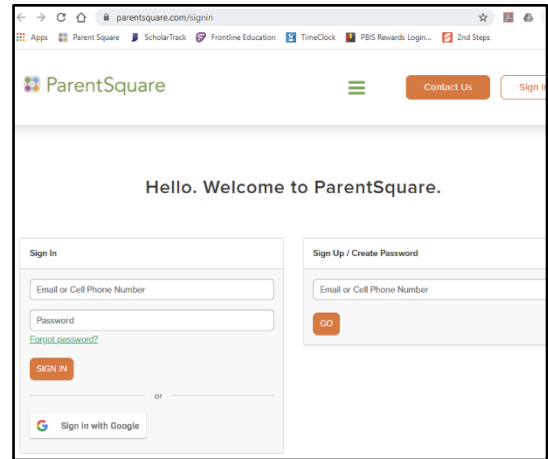 parentsquare.com/signin
Apps Parent Square ScholarTrack Frontline Education TimeClock PBIS Rewards Login... 2nd Steps
ParentSquare Contact Us Sign
Hello. Welcome to ParentSquare.
Sign In
Email or Cell Phone Number
Password
Forgot password?
SIGN IN
or
G Sign in with Google
Sign Up / Create Password
Email or Cell Phone Number
GO